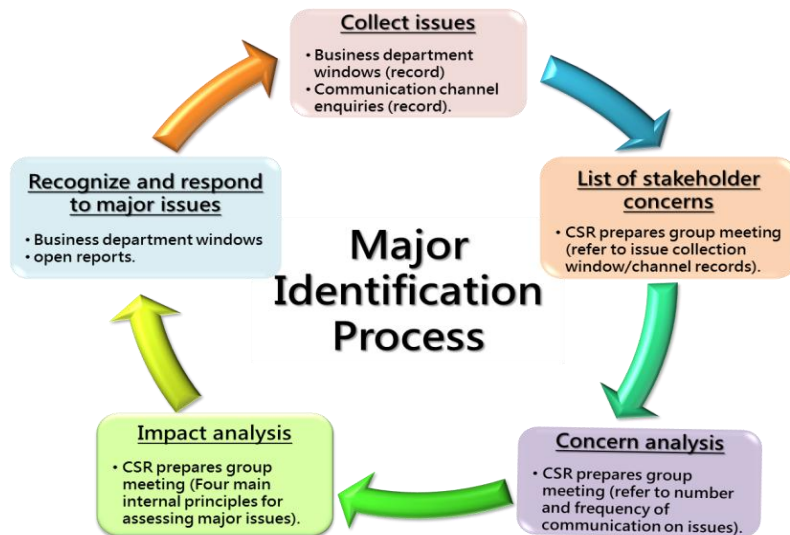 Collect issues
• Business department
windows (record)
• Communication channel
enquiries (record).
List of stakeholder
concerns
• CSR prepares group meeting
(refer to issue collection
window/channel records).
Concern analysis
• CSR prepares group
meeting (refer to number
and frequency of
communication on issues).
Impact analysis
• CSR prepares group
meeting (Four main
internal principles for
assessing major issues).
Recognize and respond
to major issues
• Business department windows
• open reports.
Major
Identification
Process